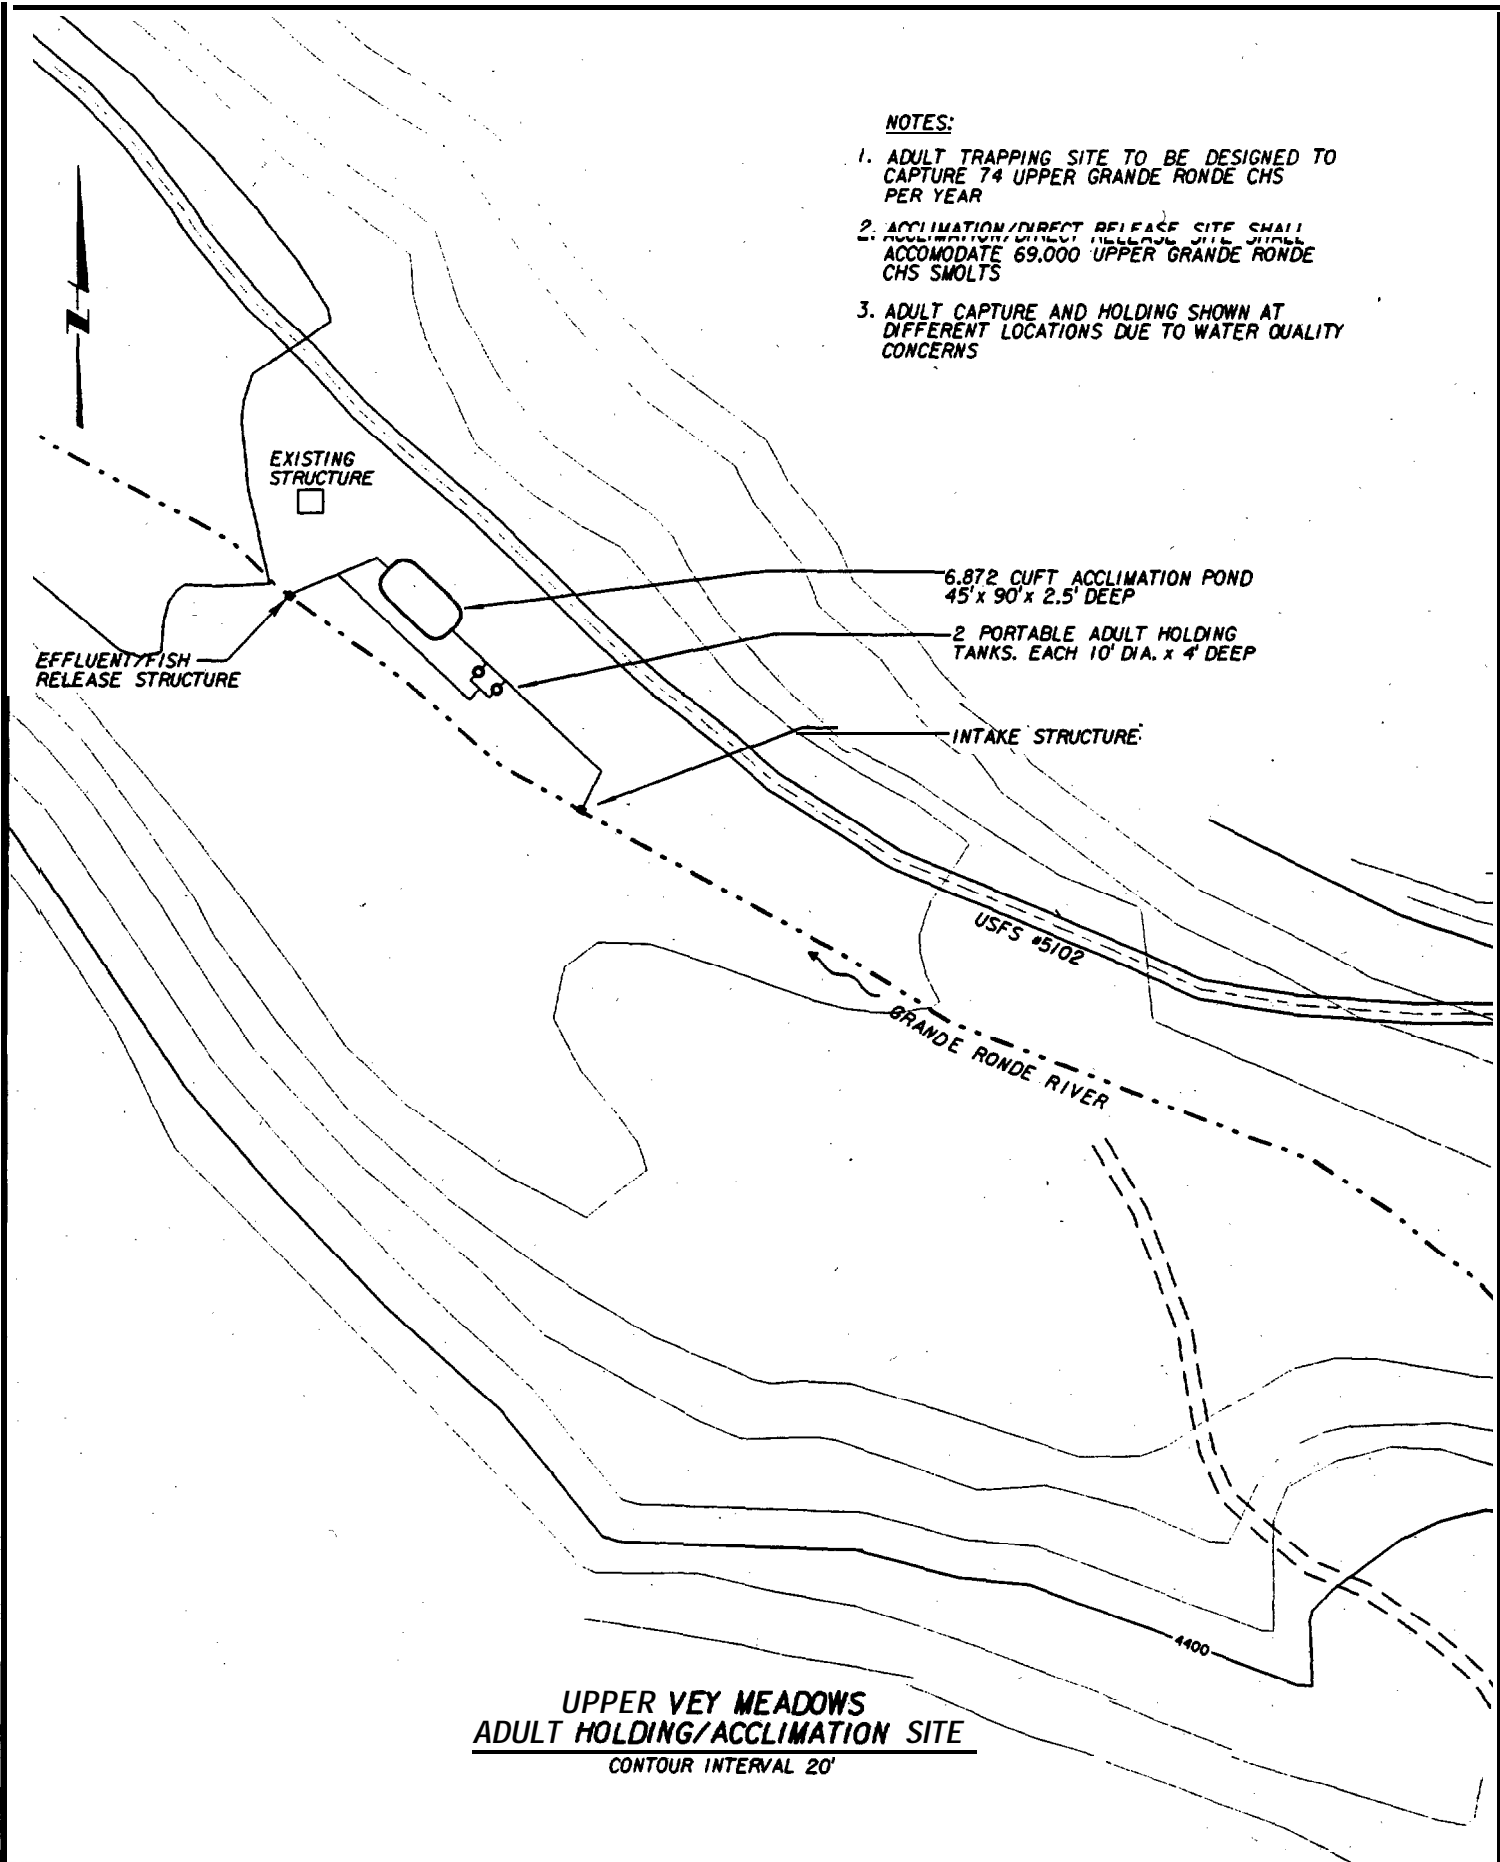 NOTES:
1. ADULT TRAPPING SITE TO BE DESIGNED TO
CAPTURE 74 UPPER GRANDE RONDE CHS
PER YEAR
2. ACCLIMATION/DIRECT RELEASE SITE SHALL
ACCOMODATE 69.000 UPPER GRANDE RONDE
CHS SMOLTS
3. ADULT CAPTURE AND HOLDING SHOWN AT
DIFFERENT LOCATIONS DUE TO WATER QUALITY
CONCERNS
N
EXISTING
STRUCTURE
6.872 CUFT ACCLIMATION POND
45'x 90'x 2.5' DEEP
2 PORTABLE ADULT HOLDING
TANKS. EACH 10' DIA. x 4' DEEP
EFFLUENT/FISH
RELEASE STRUCTURE
INTAKE STRUCTURE
USFS #5102
GRANDE RONDE RIVER
4400
UPPER VEY MEADOWS
ADULT HOLDING/ACCLIMATION SITE
CONTOUR INTERVAL 20'